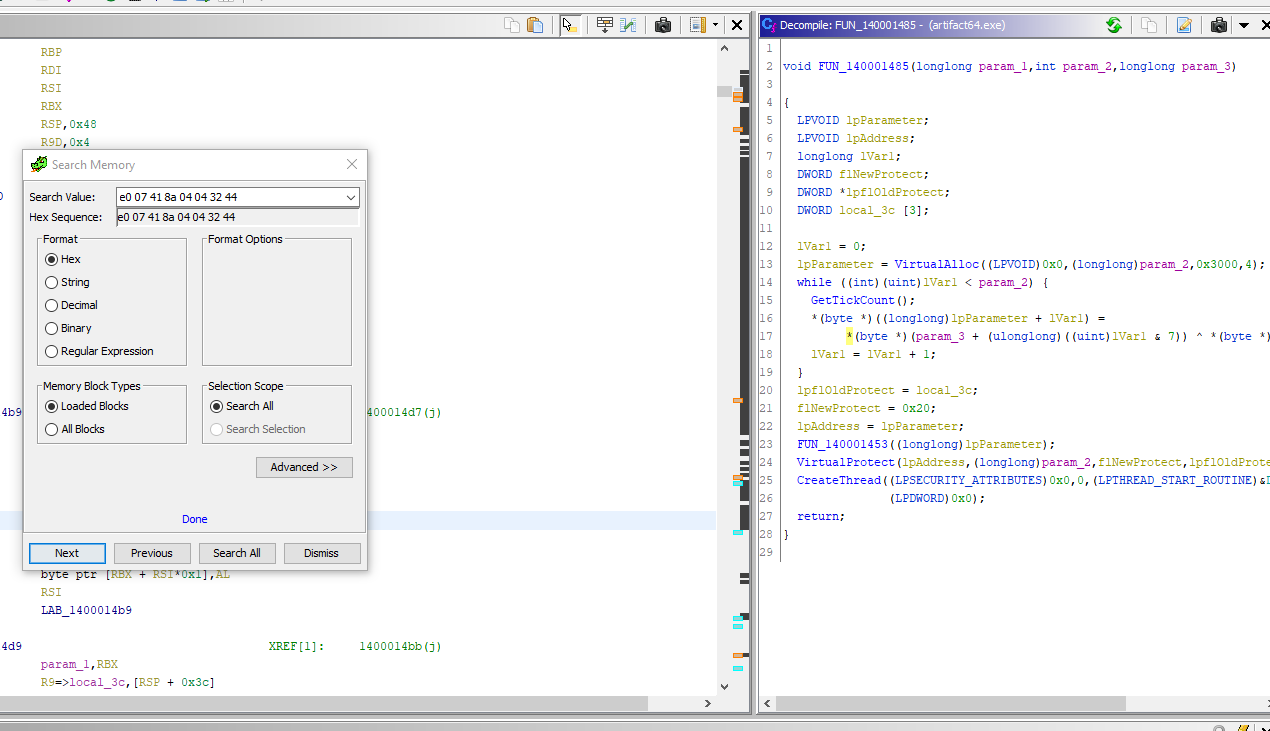 RBP
RDI
RSI
RBX
RSP,0x48
R9D,0x4
Search Memory
Search Value: e0 07 41 8a 04 04 32 44
Hex Sequence: e0 07 41 8a 04 04 32 44
Format
Hex
String
Decimal
Binary
Regular Expression
Format Options
Memory Block Types
Loaded Blocks
All Blocks
Selection Scope
Search All
Search Selection
Advanced >>
Done
Next Previous Search All Dismiss
4b9
400014d7(j)
byte ptr [RBX + RSI*0x1],AL
RSI
LAB_1400014b9
4d9 XREF[1]: 1400014bb(j)
param_1,RBX
R9=>local_3c,[RSP + 0x3c]
Decompile: FUN_140001485 - (artifact64.exe)
1
2 void FUN_140001485(longlong param_1,int param_2,longlong param_3)
3
4 {
5 LPVOID lpParameter;
6 LPVOID lpAddress;
7 longlong lVar1;
8 DWORD flNewProtect;
9 DWORD *lpflOldProtect;
10 DWORD local_3c [3];
11
12 lVar1 = 0;
13 lpParameter = VirtualAlloc((LPVOID)0x0,(longlong)param_2,0x3000,4);
14 while ((int)(uint)lVar1 < param_2) {
15 GetTickCount();
16 *(byte *)((longlong)lpParameter + lVar1) =
17 *(byte *)(param_3 + (ulonglong)((uint)lVar1 & 7)) ^ *(byte *)
18 lVar1 = lVar1 + 1;
19 }
20 lpflOldProtect = local_3c;
21 flNewProtect = 0x20;
22 lpAddress = lpParameter;
23 FUN_140001453((longlong)lpParameter);
24 VirtualProtect(lpAddress,(longlong)param_2,flNewProtect,lpflOldProte
25 CreateThread((LPSECURITY_ATTRIBUTES)0x0,0,(LPTHREAD_START_ROUTINE)&
26 (LPDWORD)0x0);
27 return;
28 }
29